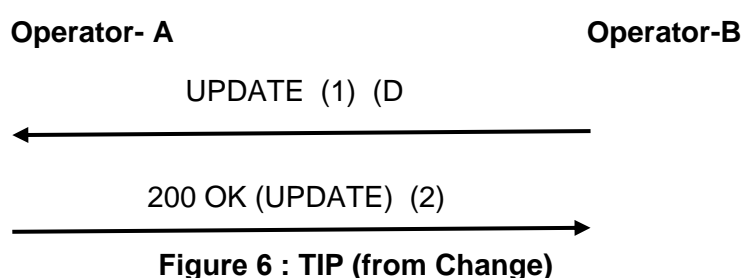 Operator- A Operator-B
UPDATE (1) (D
200 OK (UPDATE) (2)
Figure 6 : TIP (from Change)